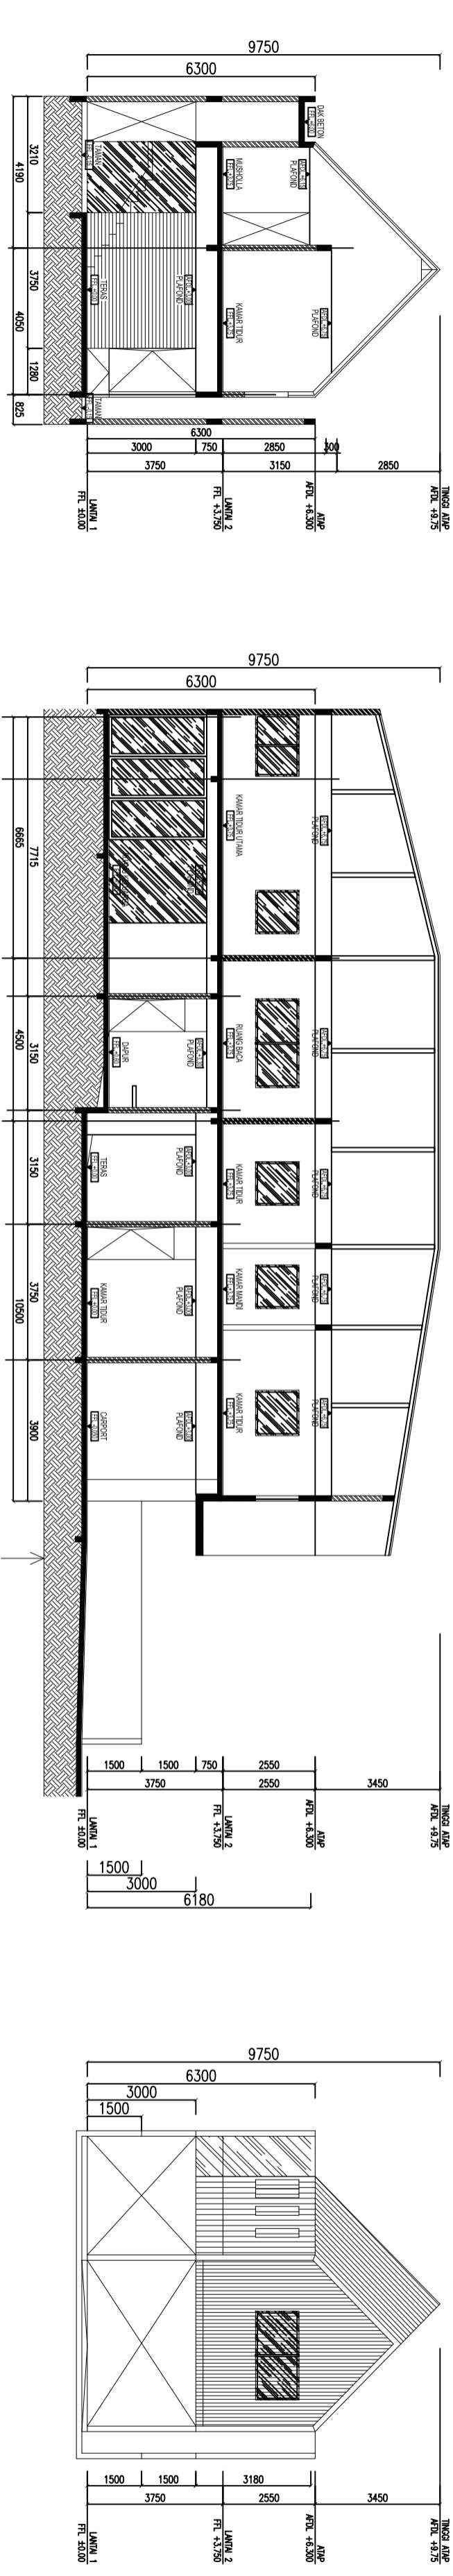 9750
6300
DAK BETON
PLAFOND
MUSHOLLA
PLAFOND
KAMAR TIDUR
TAMAN
PLAFOND
TERAS
TAMAN
3210
3750
1280
4190
4050
825
6300
3000
750
2850
300
3750
3150
2850
TINGGI ATAP
AFDL +9.75
ATAP
AFDL +6.300
LANTAI 2
FFL +3.750
LANTAI 1
FFL ±0.00
9750
6300
PLAFOND
PLAFOND
PLAFOND
PLAFOND
PLAFOND
KAMAR TIDUR UTAMA
RUANG BACA
KAMAR TIDUR
KAMAR MANDI
KAMAR TIDUR
PLAFOND
PLAFOND
PLAFOND
PLAFOND
DAPUR
TERAS
KAMAR TIDUR
CARPORT
7715
3150
3150
3750
3900
6665
4500
10500
1500
1500
750
2550
3750
2550
3450
TINGGI ATAP
AFDL +9.75
ATAP
AFDL +6.300
LANTAI 2
FFL +3.750
LANTAI 1
FFL ±0.00
1500
3000
6180
9750
6300
3000
1500
1500
1500
3180
3750
2550
3450
TINGGI ATAP
AFDL +9.75
ATAP
AFDL +6.300
LANTAI 2
FFL +3.750
LANTAI 1
FFL ±0.00